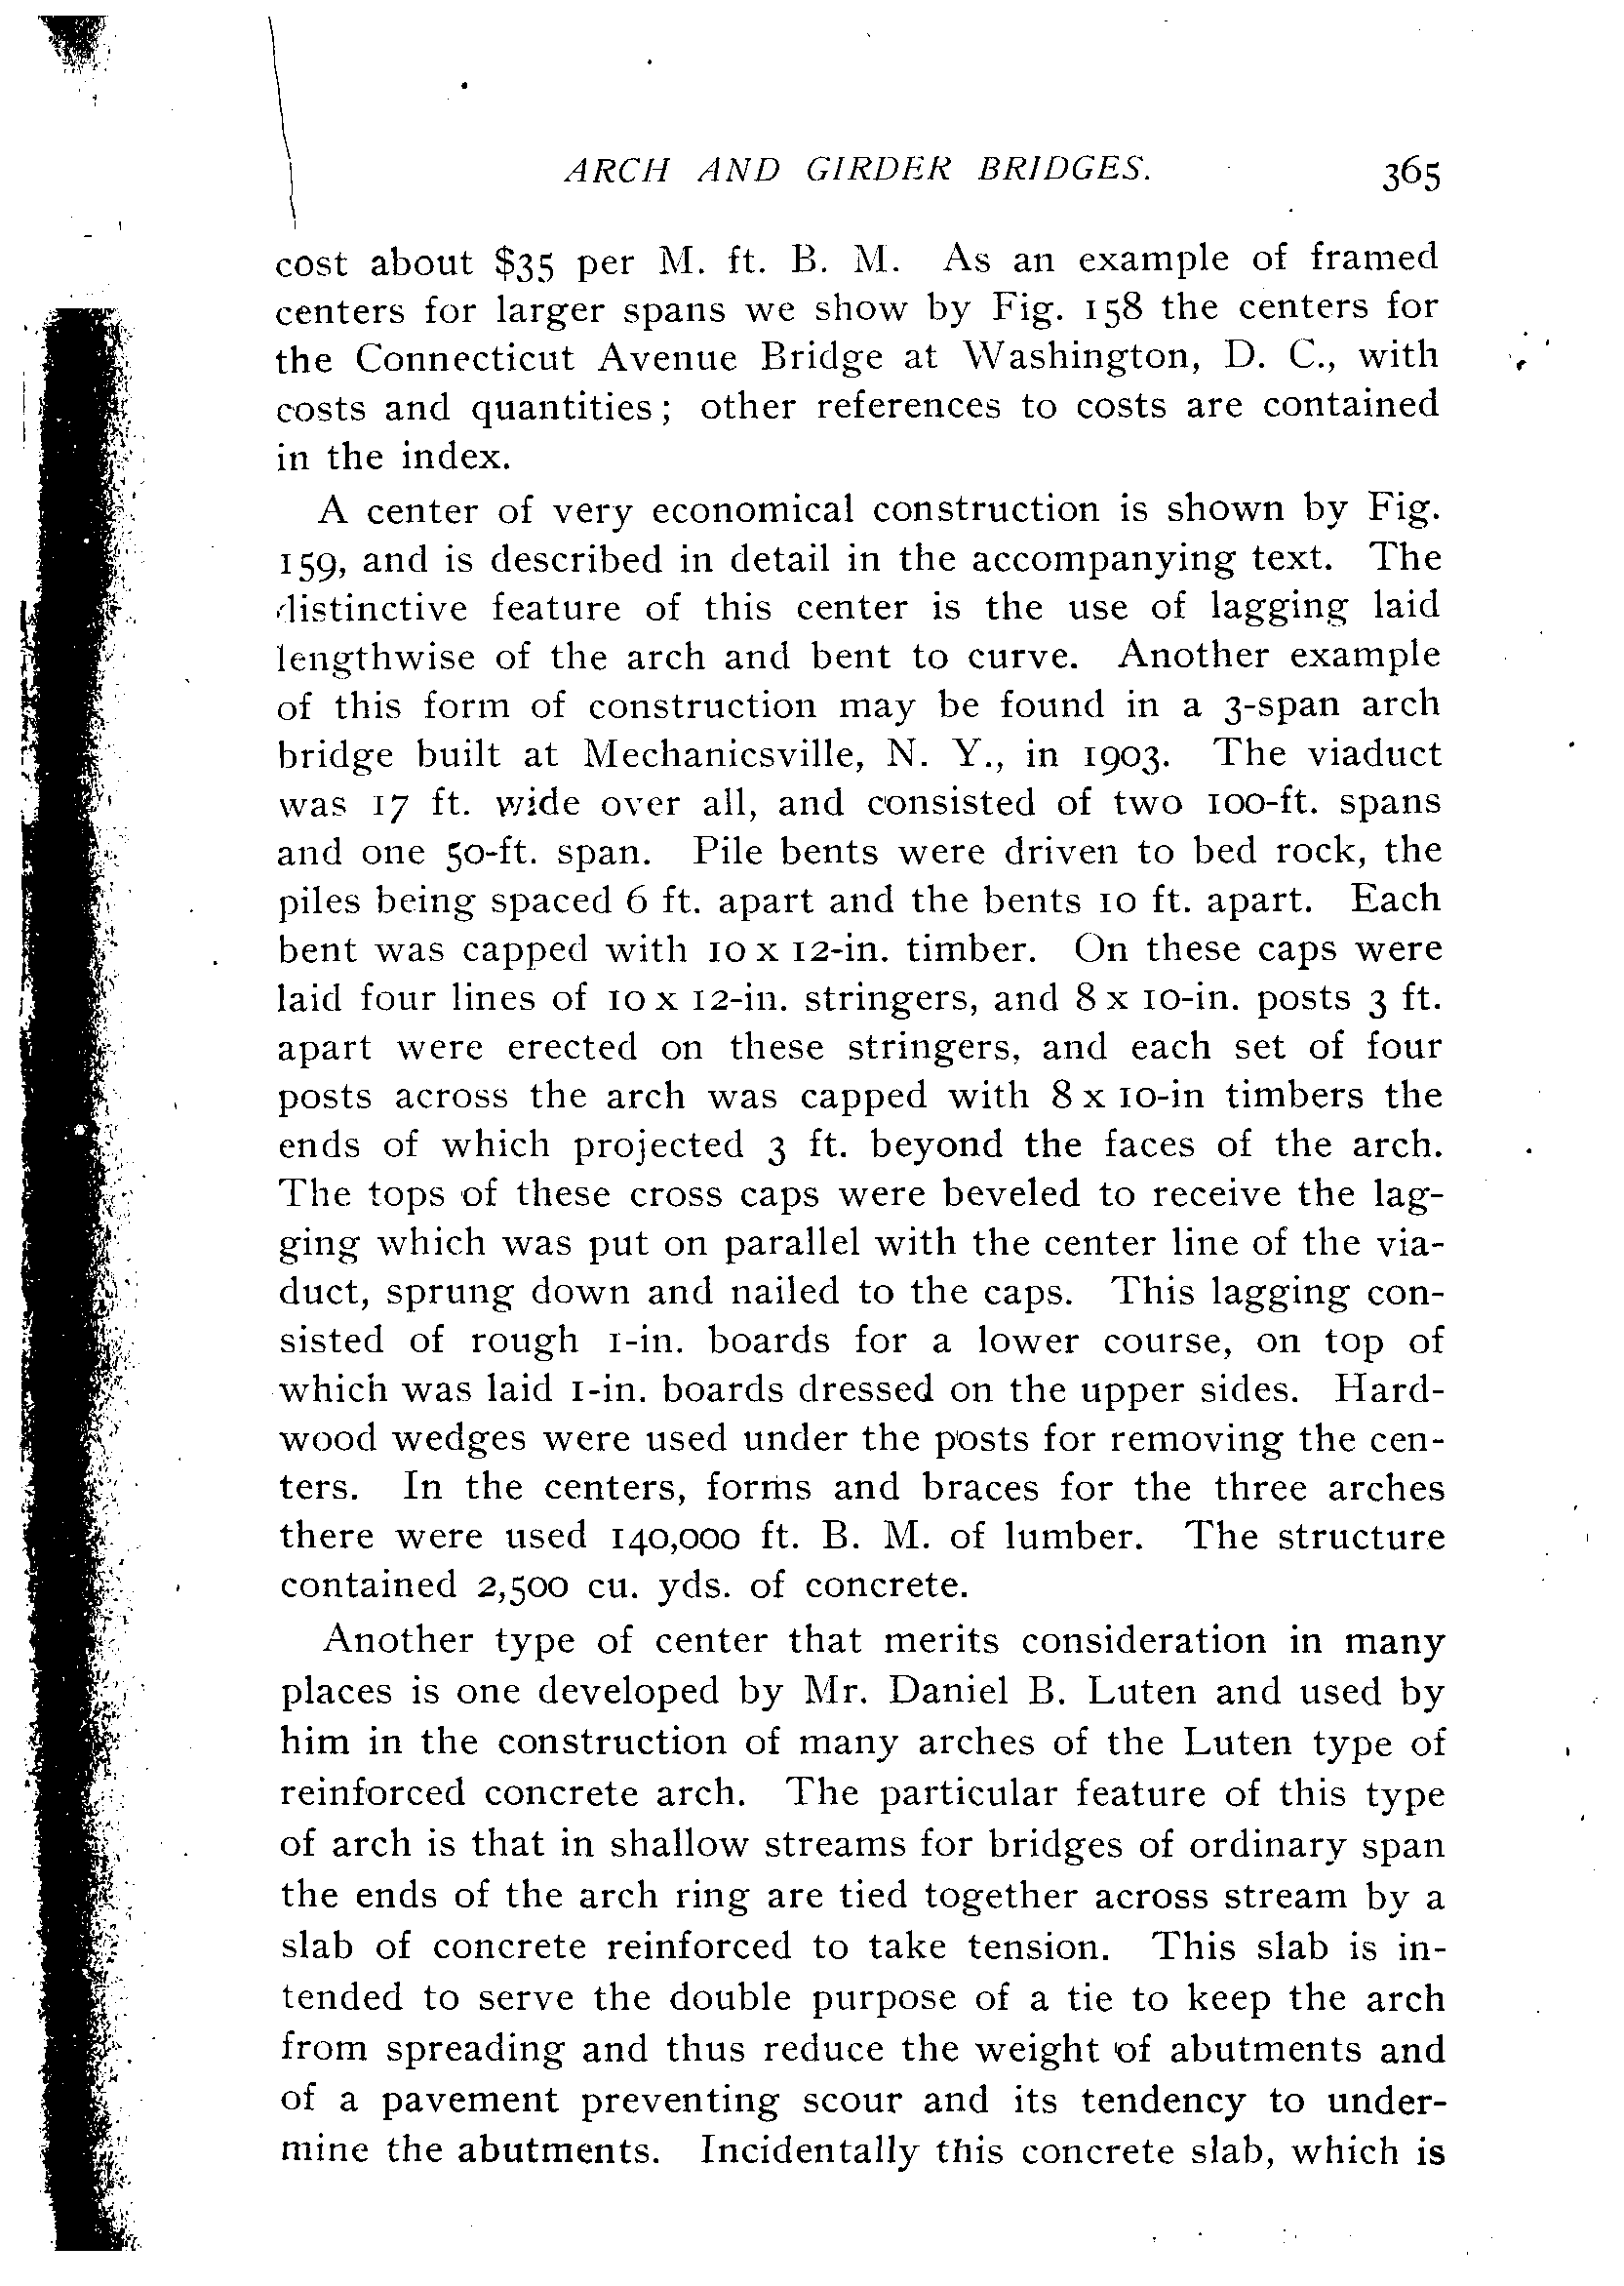 ARCH AND GIRDER BRIDGES. 365
cost about $35 per M. ft. B. M. As an example of framed
centers for larger spans we show by Fig. 158 the centers for
the Connecticut Avenue Bridge at Washington, D. C., with
costs and quantities; other references to costs are contained
in the index.
A center of very economical construction is shown by Fig.
159, and is described in detail in the accompanying text. The
distinctive feature of this center is the use of lagging laid
lengthwise of the arch and bent to curve. Another example
of this form of construction may be found in a 3-span arch
bridge built at Mechanicsville, N. Y., in 1903. The viaduct
was 17 ft. wide over all, and consisted of two 100-ft. spans
and one 50-ft. span. Pile bents were driven to bed rock, the
piles being spaced 6 ft. apart and the bents 10 ft. apart. Each
bent was capped with 10 x 12-in. timber. On these caps were
laid four lines of 10 x 12-in. stringers, and 8 x 10-in. posts 3 ft.
apart were erected on these stringers, and each set of four
posts across the arch was capped with 8 x 10-in timbers the
ends of which projected 3 ft. beyond the faces of the arch.
The tops of these cross caps were beveled to receive the lag-
ging which was put on parallel with the center line of the via-
duct, sprung down and nailed to the caps. This lagging con-
sisted of rough 1-in. boards for a lower course, on top of
which was laid 1-in. boards dressed on the upper sides. Hard-
wood wedges were used under the posts for removing the cen-
ters. In the centers, forms and braces for the three arches
there were used 140,000 ft. B. M. of lumber. The structure
contained 2,500 cu. yds. of concrete.
Another type of center that merits consideration in many
places is one developed by Mr. Daniel B. Luten and used by
him in the construction of many arches of the Luten type of
reinforced concrete arch. The particular feature of this type
of arch is that in shallow streams for bridges of ordinary span
the ends of the arch ring are tied together across stream by a
slab of concrete reinforced to take tension. This slab is in-
tended to serve the double purpose of a tie to keep the arch
from spreading and thus reduce the weight of abutments and
of a pavement preventing scour and its tendency to under-
mine the abutments. Incidentally this concrete slab, which is